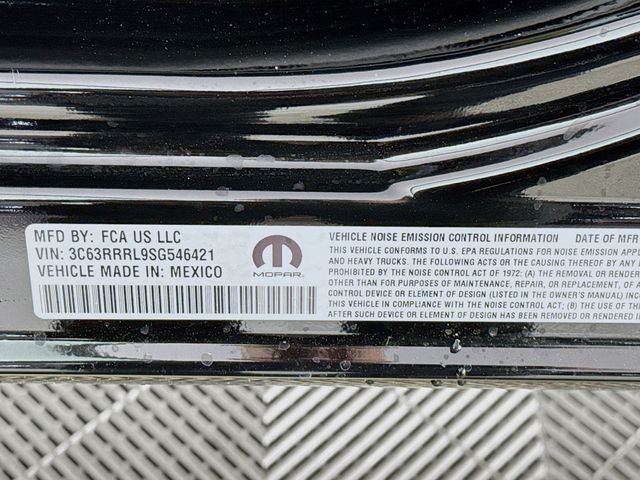 MFD BY: FCA US LLC
VIN: 3C63RRRL9SG546421
VEHICLE MADE IN: MEXICO
MOPAR
VEHICLE NOISE EMISSION CONTROL INFORMATION DATE OF MFR
THIS VEHICLE CONFORMS TO U.S. EPA REGULATIONS FOR NOISE EMISSION
AND HEAVY TRUCKS. THE FOLLOWING ACTS OR THE CAUSING THEREOF BY
BY THE NOISE CONTROL ACT OF 1972: (A) THE REMOVAL OR
OTHER THAN FOR PURPOSES OF MAINTENANCE, REPAIR, OR REPLACEMENT,
CONTROL DEVICE OR ELEMENT OF DESIGN (LISTED IN THE OWNER'S MANUAL)
THIS VEHICLE IN COMPLIANCE WITH THE NOISE CONTROL ACT; (B) THE USE OF THE
AFTER SUCH DEVICE OR ELEMENT OF DESIGN HAS BEEN REMOVED OR RENDERED